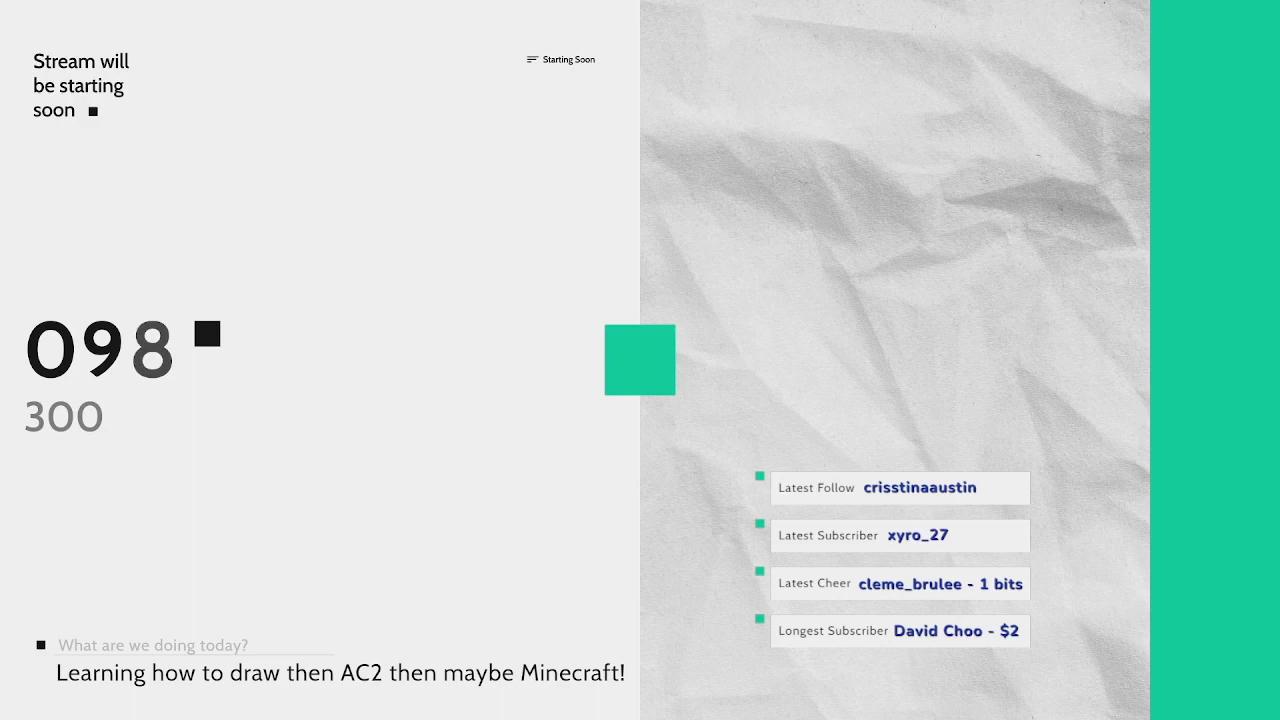 Stream will
be starting
soon
Starting Soon
098
300
Latest Follow crisstinaaustin
Latest Subscriber xyro_27
Latest Cheer cleme_brulee - 1 bits
Longest Subscriber David Choo - $2
What are we doing today?
Learning how to draw then AC2 then maybe Minecraft!